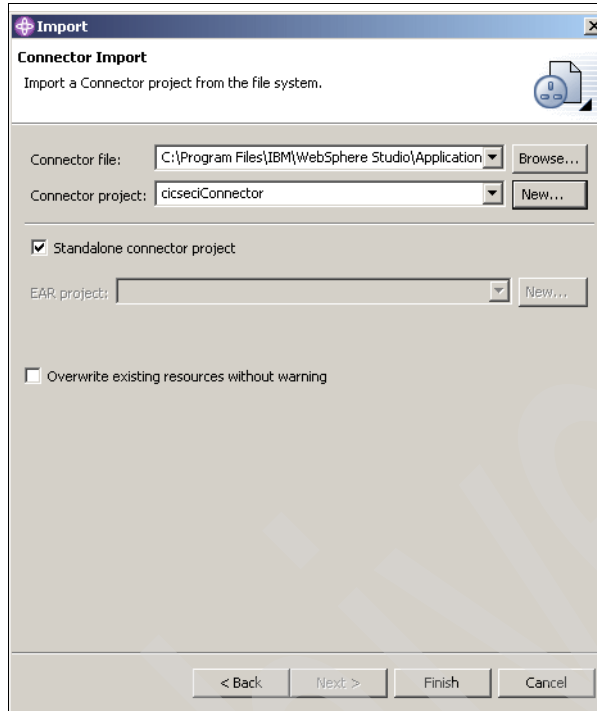 Import
Connector Import
Import a Connector project from the file system.
Connector file: C:\Program Files\IBM\WebSphere Studio\Application Browse...
Connector project: cicseciConnector New...
Standalone connector project
EAR project: New...
Overwrite existing resources without warning
< Back Next > Finish Cancel